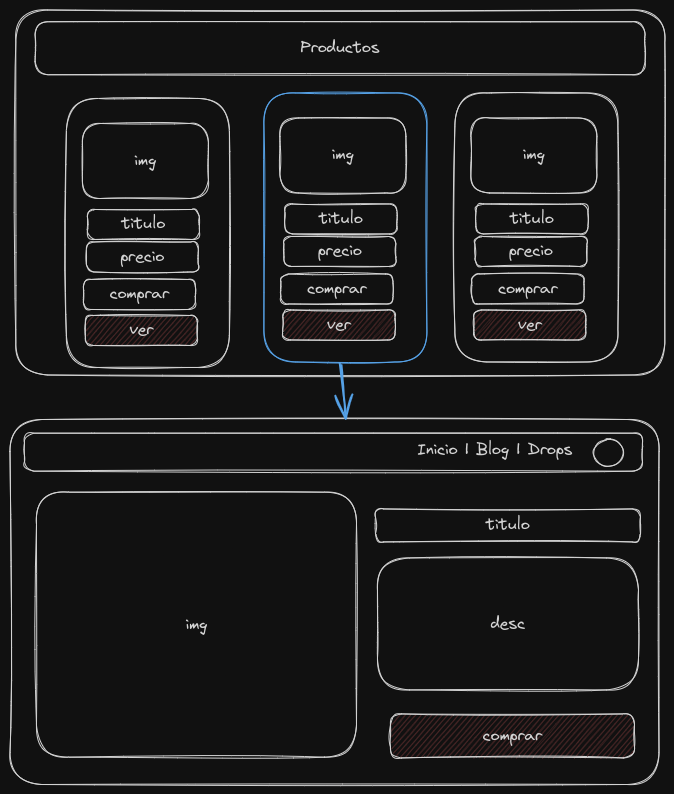 Productos
img
titulo
precio
comprar
ver
img
titulo
precio
comprar
ver
img
titulo
precio
comprar
ver
Inicio | Blog | Drops
img
titulo
desc
comprar